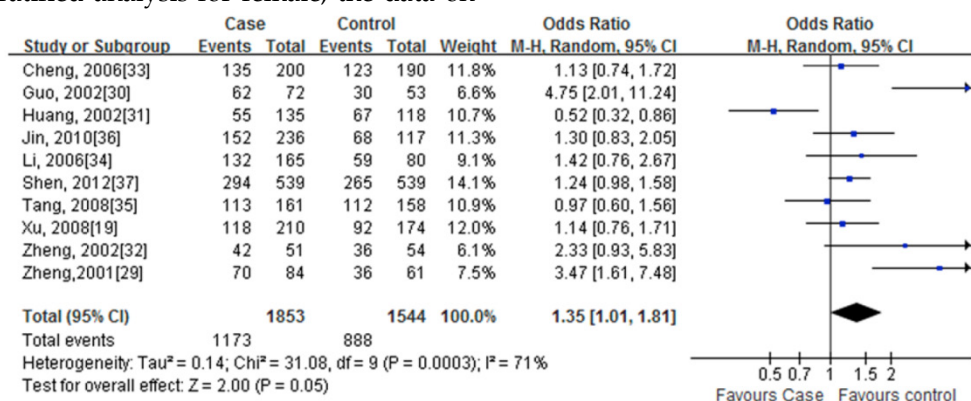 Case Control Odds Ratio Odds Ratio
Study or Subgroup Events Total Events Total Weight M-H, Random, 95% CI M-H, Random, 95% CI
Cheng, 2006[33] 135 200 123 190 11.8% 1.13 [0.74, 1.72]
Guo, 2002[30] 62 72 30 53 6.6% 4.75 [2.01, 11.24]
Huang, 2002[31] 55 135 67 118 10.7% 0.52 [0.32, 0.86]
Jin, 2010[36] 152 236 68 117 11.3% 1.30 [0.83, 2.05]
Li, 2006[34] 132 165 59 80 9.1% 1.42 [0.76, 2.67]
Shen, 2012[37] 294 539 265 539 14.1% 1.24 [0.98, 1.58]
Tang, 2008[35] 113 161 112 158 10.9% 0.97 [0.60, 1.56]
Xu, 2008[19] 118 210 92 174 12.0% 1.14 [0.76, 1.71]
Zheng, 2002[32] 42 51 36 54 6.1% 2.33 [0.93, 5.83]
Zheng,2001[29] 70 84 36 61 7.5% 3.47 [1.61, 7.48]
Total (95% CI) 1853 1544 100.0% 1.35 [1.01, 1.81]
Total events 1173 888
Heterogeneity: Tau² = 0.14; Chi² = 31.08, df = 9 (P = 0.0003); I² = 71%
Test for overall effect: Z = 2.00 (P = 0.05)
0.5 0.7 1 1.5 2
Favours Case Favours control